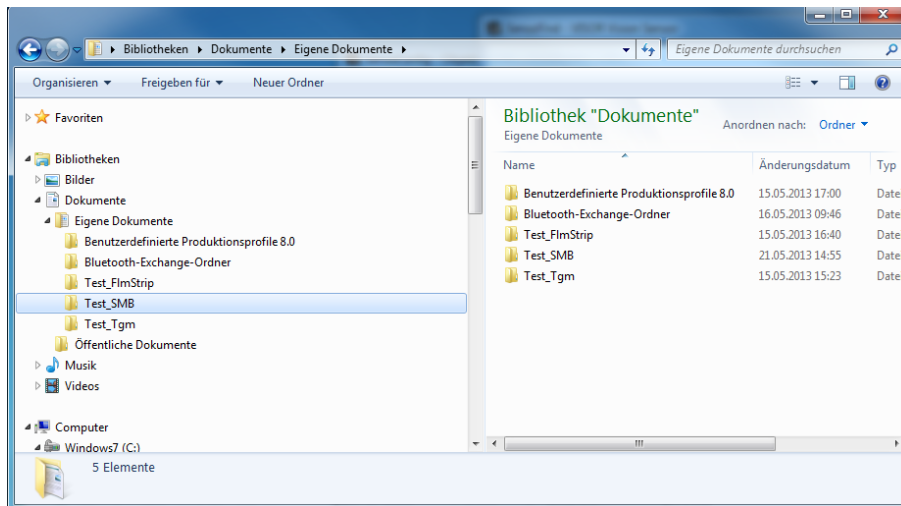 Bibliotheken ▸ Dokumente ▸ Eigene Dokumente ▸
Eigene Dokumente durchsuchen
Organisieren ▼ Freigeben für ▼ Neuer Ordner
Favoriten
Bibliotheken
Bilder
Dokumente
Eigene Dokumente
Benutzerdefinierte Produktionsprofile 8.0
Bluetooth-Exchange-Ordner
Test_FlmStrip
Test_SMB
Test_Tgm
Öffentliche Dokumente
Musik
Videos
Computer
Windows7 (C:)
Bibliothek "Dokumente"
Eigene Dokumente
Anordnen nach: Ordner ▼
Name Änderungsdatum Typ
Benutzerdefinierte Produktionsprofile 8.0 15.05.2013 17:00 Date
Bluetooth-Exchange-Ordner 16.05.2013 09:46 Date
Test_FlmStrip 15.05.2013 16:40 Date
Test_SMB 21.05.2013 14:55 Date
Test_Tgm 15.05.2013 15:23 Date
5 Elemente